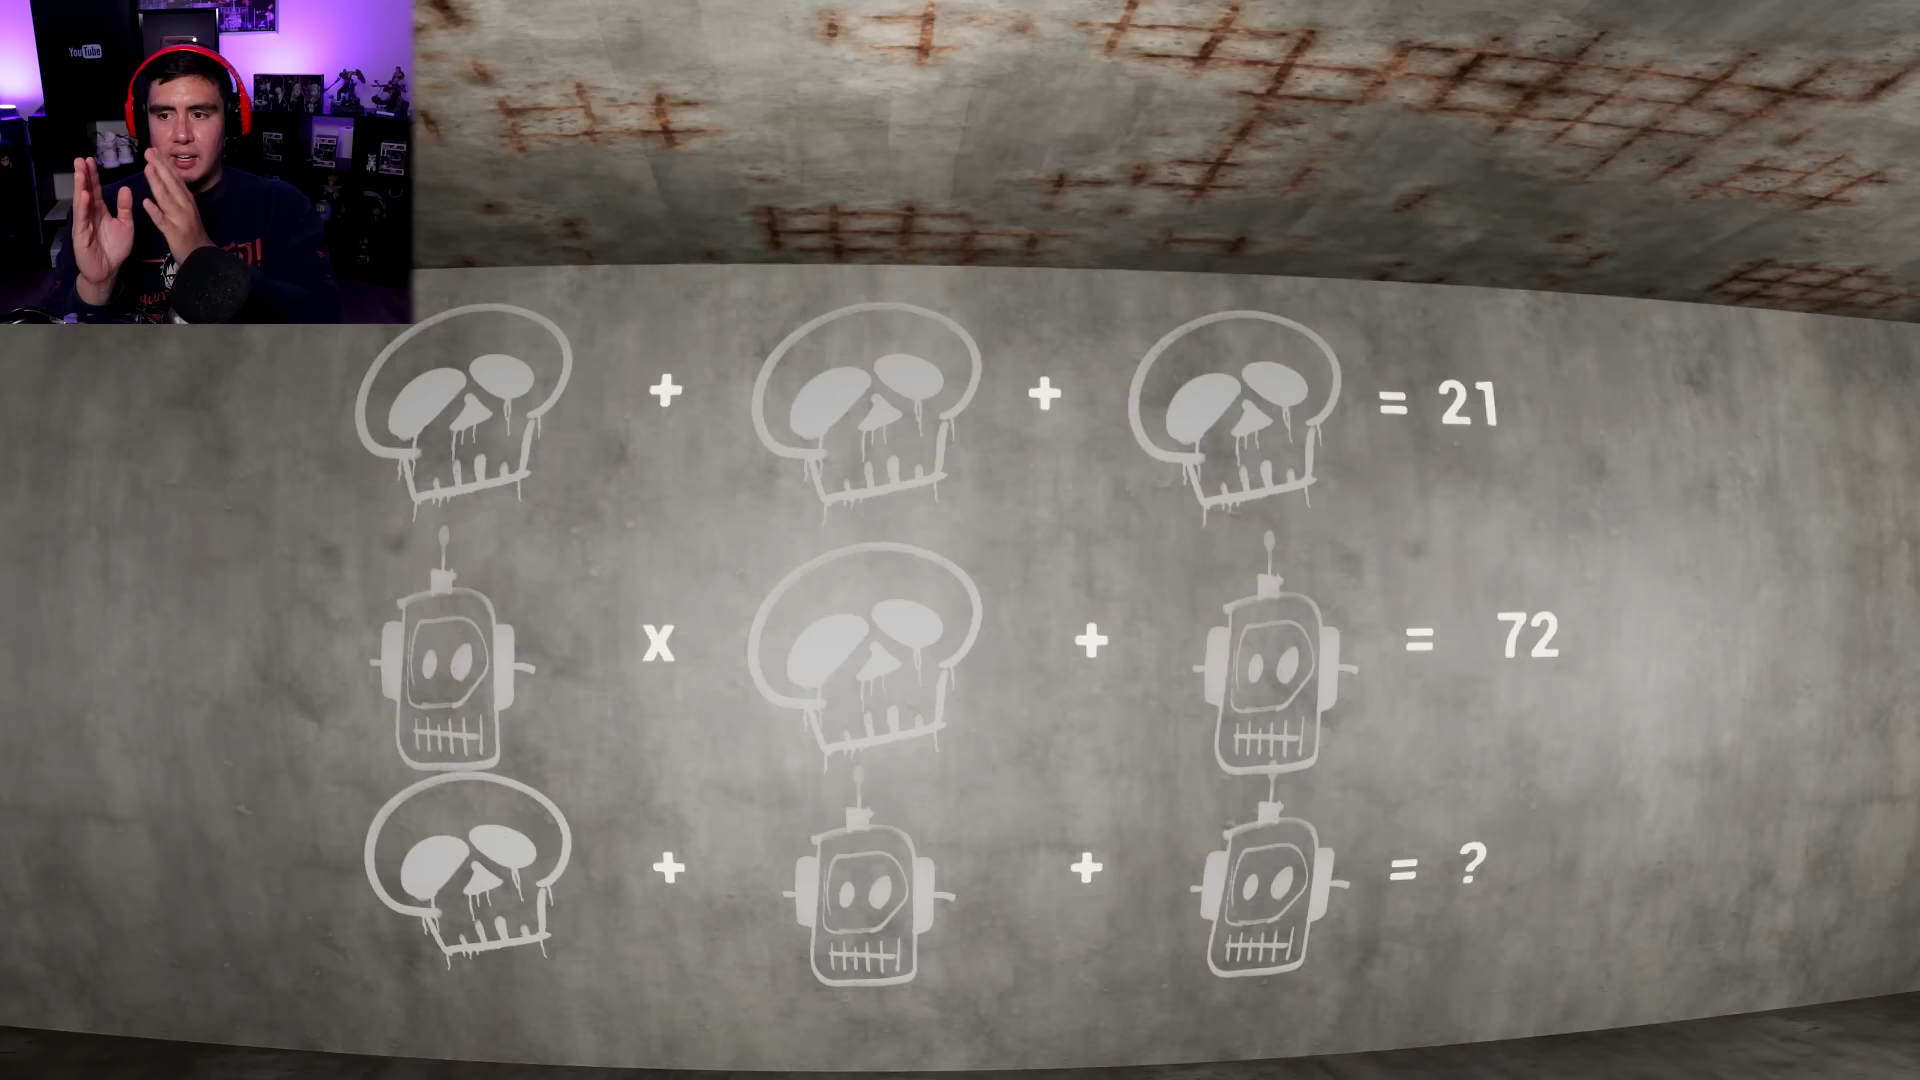 YouTube
+ + = 21
x + = 72
+ + = ?